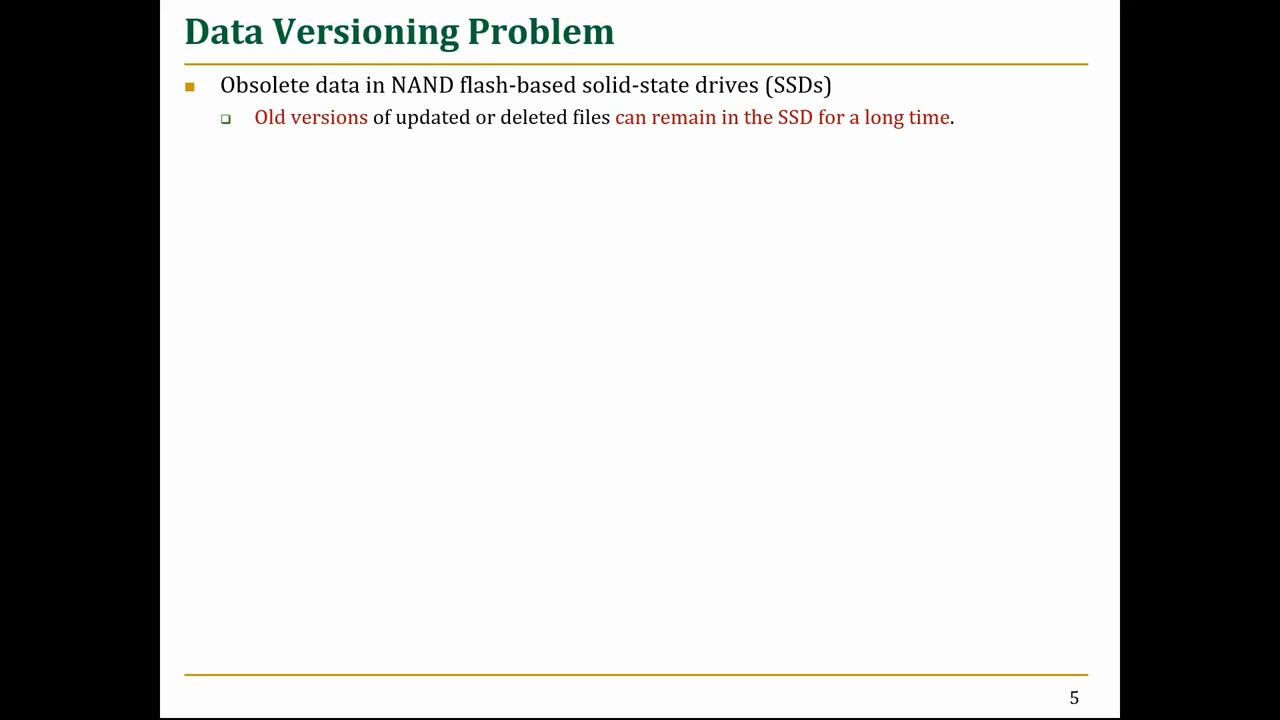 Data Versioning Problem
Obsolete data in NAND flash-based solid-state drives (SSDs)
Old versions of updated or deleted files can remain in the SSD for a long time.
5